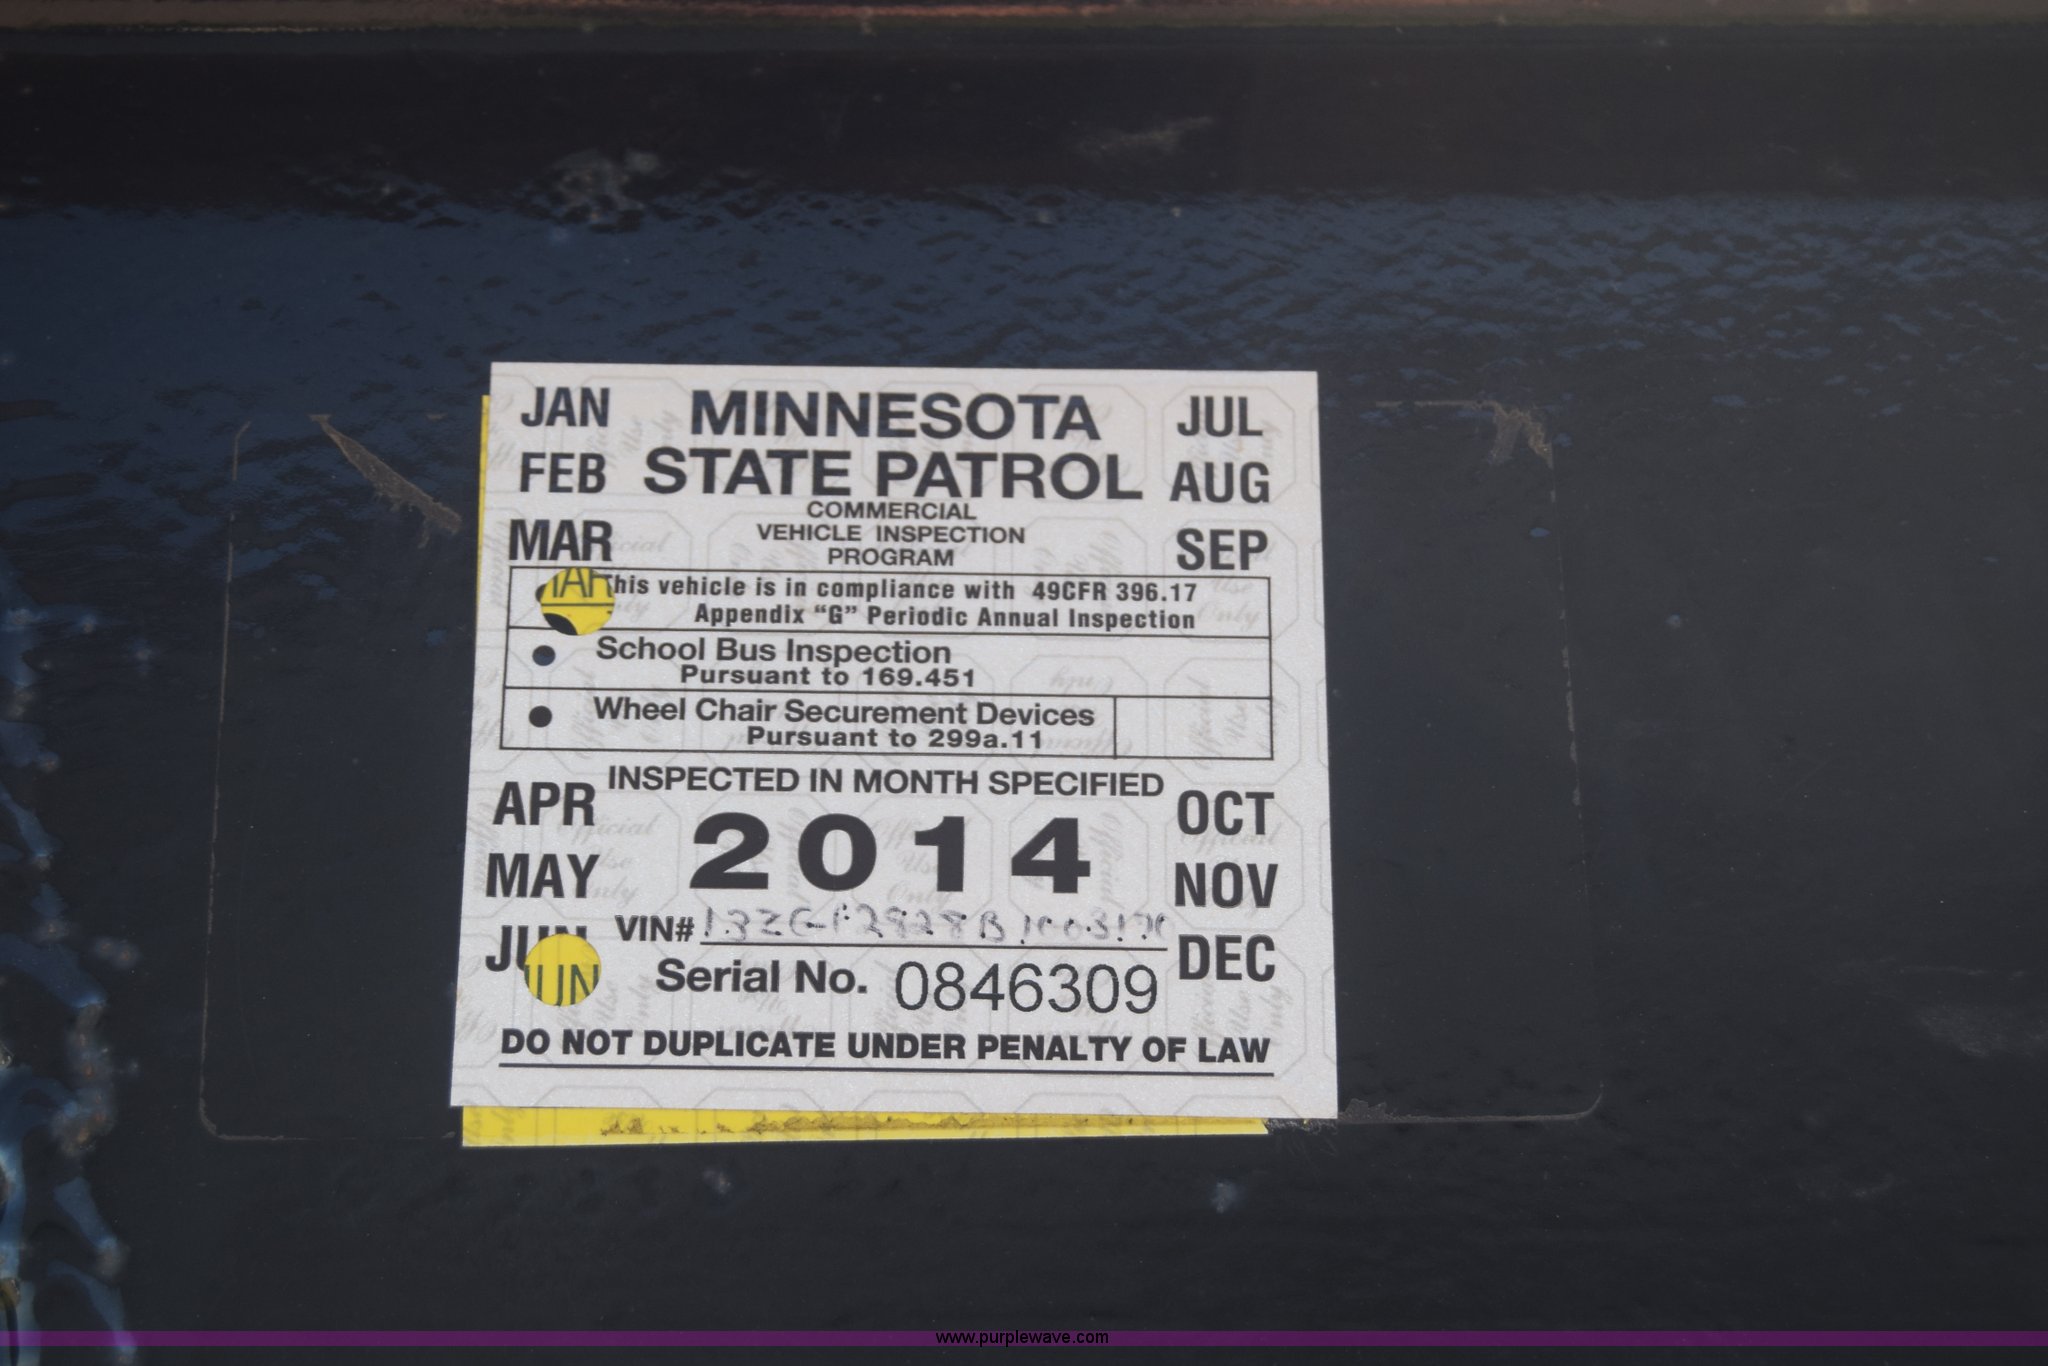 JAN MINNESOTA JUL
FEB STATE PATROL AUG
COMMERCIAL
MAR VEHICLE INSPECTION SEP
PROGRAM
This vehicle is in compliance with 49CFR 396.17
Appendix “G” Periodic Annual Inspection
School Bus Inspection
Pursuant to 169.451
Wheel Chair Securement Devices
Pursuant to 299a.11
INSPECTED IN MONTH SPECIFIED
APR 2014 OCT
MAY NOV
JUN VIN# DEC
JUN Serial No. 0846309
DO NOT DUPLICATE UNDER PENALTY OF LAW
www.purplewave.com